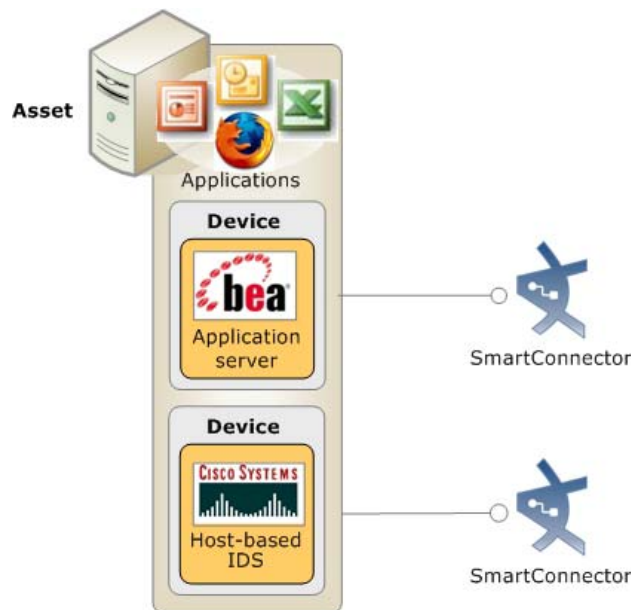 Asset
Applications
Device
bea
Application
server
SmartConnector
Device
CISCO SYSTEMS
Host-based
IDS
SmartConnector